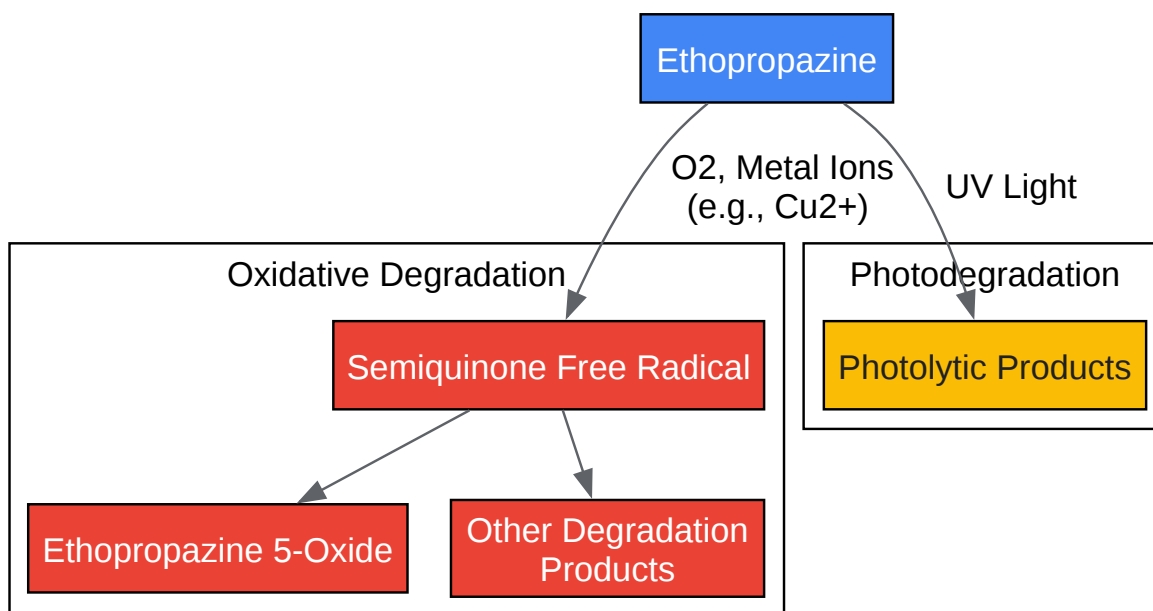 Ethopropazine
O2, Metal Ions
(e.g., Cu2+)
UV Light
Oxidative Degradation
Photodegradation
Semiquinone Free Radical
Photolytic Products
Ethopropazine 5-Oxide
Other Degradation
Products